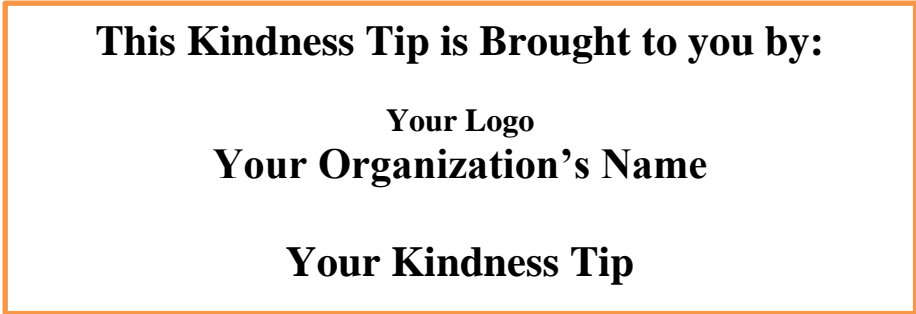 This Kindness Tip is Brought to you by:
Your Logo
Your Organization’s Name
Your Kindness Tip